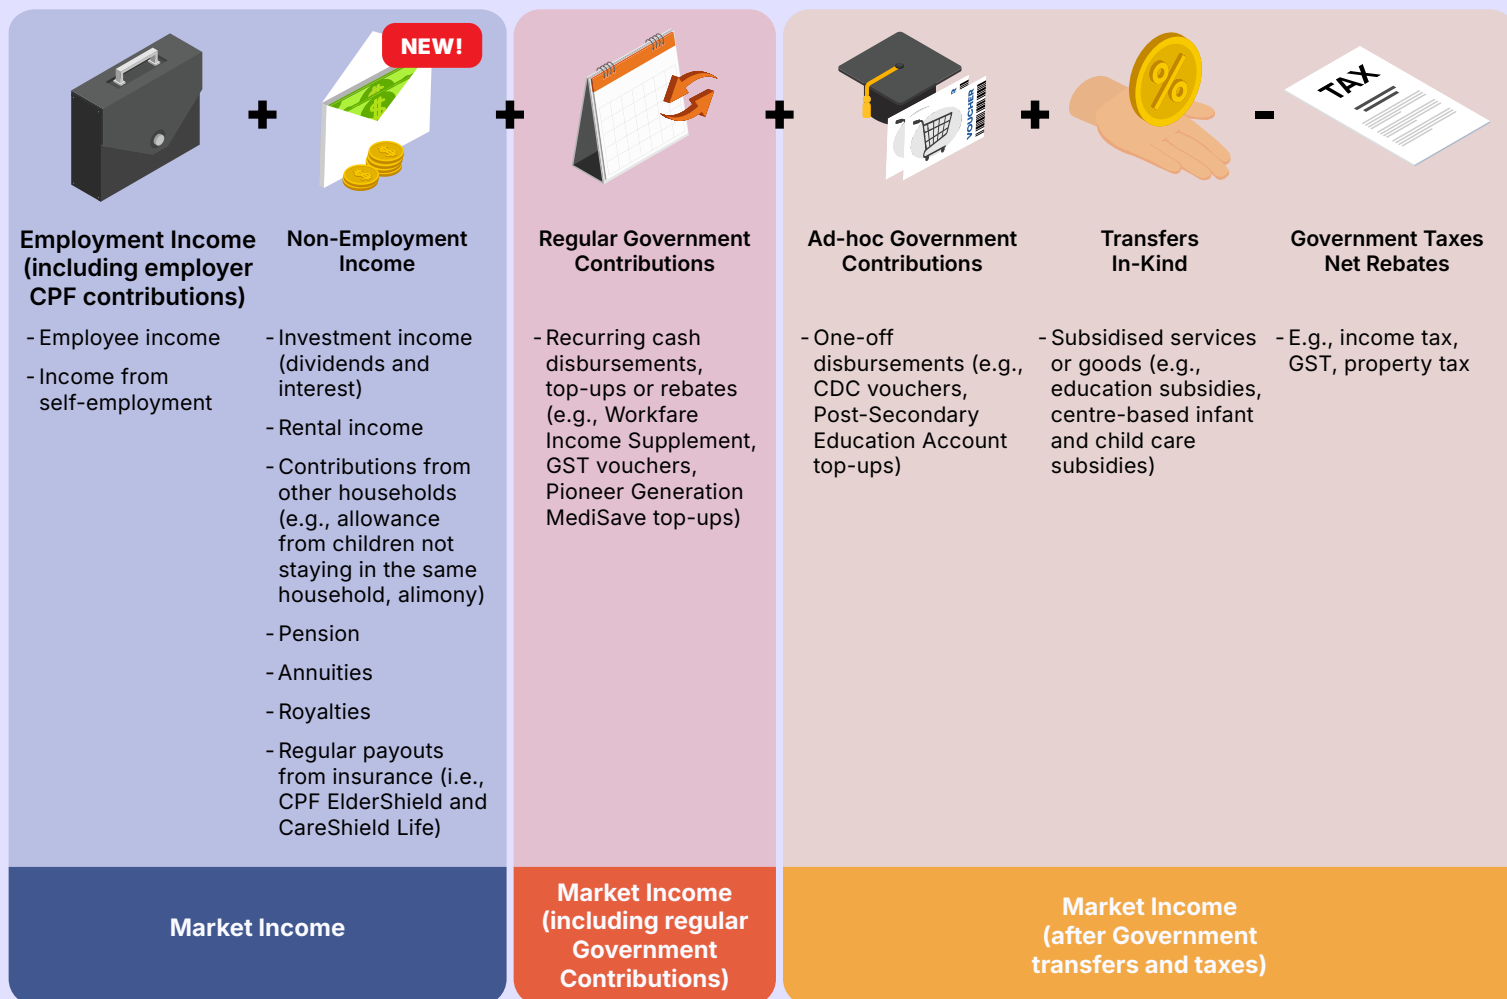 NEW!
VOUCHER
TAX
Employment Income
(including employer
CPF contributions)
- Employee income
- Income from
self-employment
Non-Employment
Income
- Investment income
(dividends and
interest)
- Rental income
- Contributions from
other households
(e.g., allowance
from children not
staying in the same
household, alimony)
- Pension
- Annuities
- Royalties
- Regular payouts
from insurance (i.e.,
CPF ElderShield and
CareShield Life)
Regular Government
Contributions
- Recurring cash
disbursements,
top-ups or rebates
(e.g., Workfare
Income Supplement,
GST vouchers,
Pioneer Generation
MediSave top-ups)
Ad-hoc Government
Contributions
- One-off
disbursements (e.g.,
CDC vouchers,
Post-Secondary
Education Account
top-ups)
Transfers
In-Kind
- Subsidised services
or goods (e.g.,
education subsidies,
centre-based infant
and child care
subsidies)
Government Taxes
Net Rebates
- E.g., income tax,
GST, property tax
Market Income
Market Income
(including regular
Government
Contributions)
Market Income
(after Government
transfers and taxes)